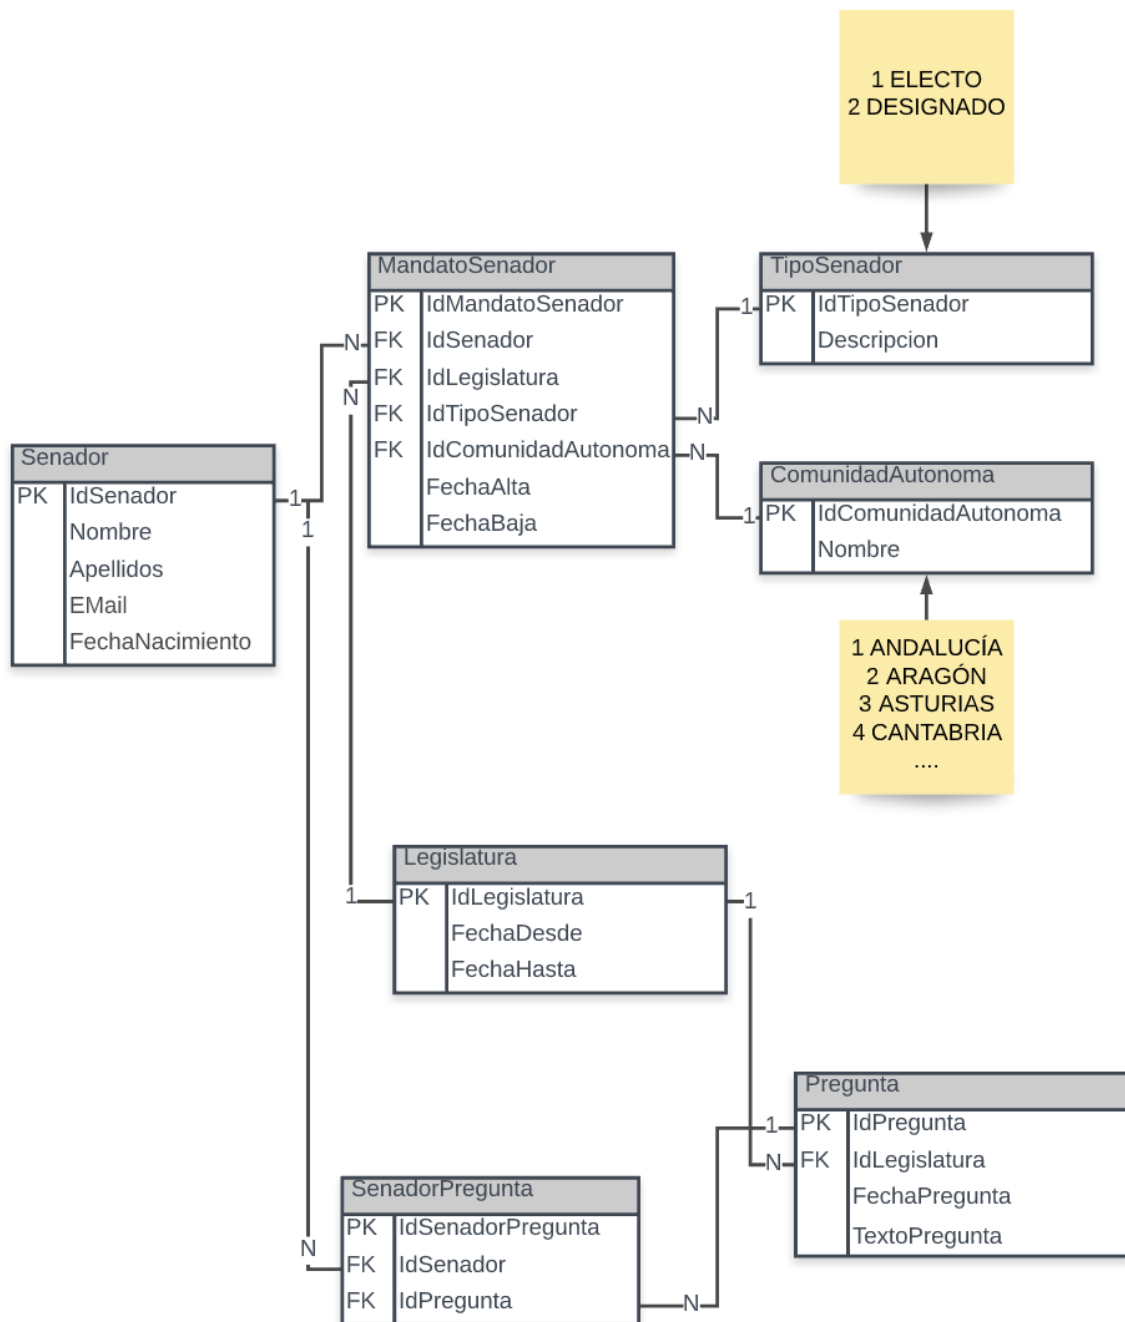 1 ELECTO
2 DESIGNADO
MandatoSenador
PK IdMandatoSenador
FK IdSenador
FK IdLegislatura
FK IdTipoSenador
FK IdComunidadAutonoma
FechaAlta
FechaBaja
TipoSenador
PK IdTipoSenador
Descripcion
Senador
PK IdSenador
Nombre
Apellidos
EMail
FechaNacimiento
ComunidadAutonoma
PK IdComunidadAutonoma
Nombre
1 ANDALUCÍA
2 ARAGÓN
3 ASTURIAS
4 CANTABRIA
....
Legislatura
PK IdLegislatura
FechaDesde
FechaHasta
Pregunta
PK IdPregunta
FK IdLegislatura
FechaPregunta
TextoPregunta
SenadorPregunta
PK IdSenadorPregunta
FK IdSenador
FK IdPregunta
1
N
1
N
N
1
N
1
N
1
1
N
1
N